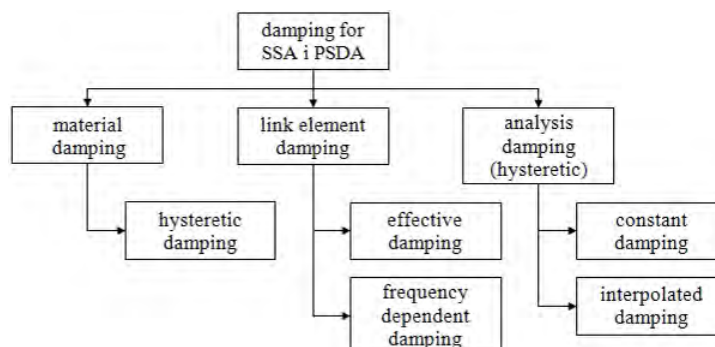 damping for
SSA i PSDA
material
damping
link element
damping
analysis
damping
(hysteretic)
hysteretic
damping
effective
damping
constant
damping
frequency
dependent
damping
interpolated
damping